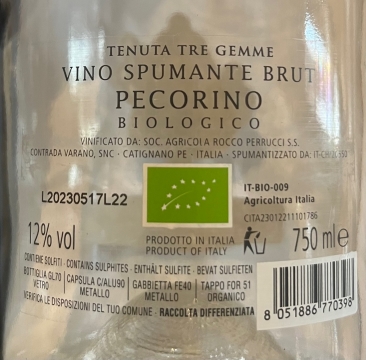 TENUTA TRE GEMME
VINO SPUMANTE BRUT
PECORINO
BIOLOGICO
VINIFICATO DA: SOC. AGRICOLA ROCCO PERRUCCI S.S.
CONTRADA VARANO, SNC - CATIGNANO PE - ITALIA - SPUMANTIZZATO DA:
L20230517L22
IT-BIO-009
Agricoltura Italia
CITA23012211101786
12% vol
PRODOTTO IN ITALIA
PRODUCT OF ITALY
750 ml e
CONTIENE SOLFITI - CONTAINS SULPHITES - ENTHÄLT SULFITE - BEVAT SULFIETEN
BOTTIGLIA GL70 CAPSULA C/ALU90 GABBIETTA FE40 TAPPO FOR 51
VETRO METALLO METALLO ORGANICO
VERIFICA LE DISPOSIZIONI DEL TUO COMUNE - RACCOLTA DIFFERENZIATA
8 051886 770398